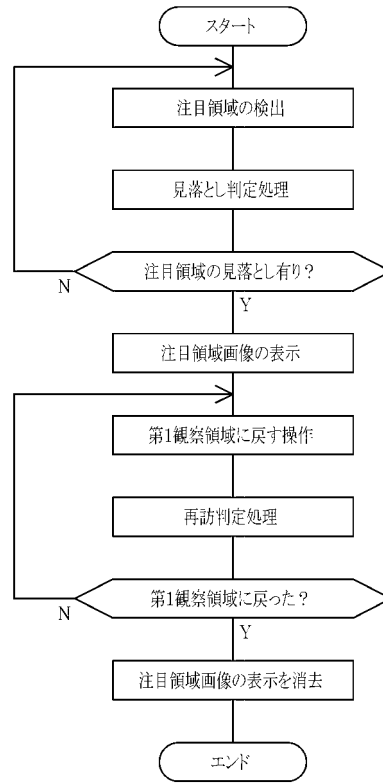 スタート
注目領域の検出
見落とし判定処理
注目領域の見落とし有り？
N
Y
注目領域画像の表示
第1観察領域に戻す操作
再訪判定処理
第1観察領域に戻った？
N
Y
注目領域画像の表示を消去
エンド